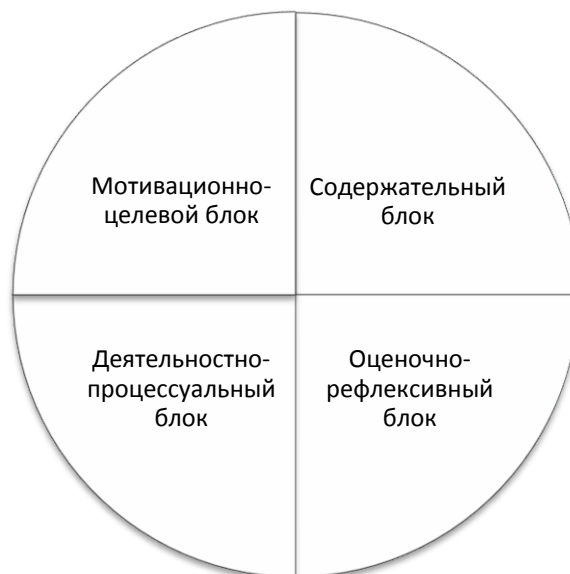 Мотивационно-
целевой блок
Содержательный
блок
Деятельностно-
процессуальный
блок
Оценочно-
рефлексивный
блок